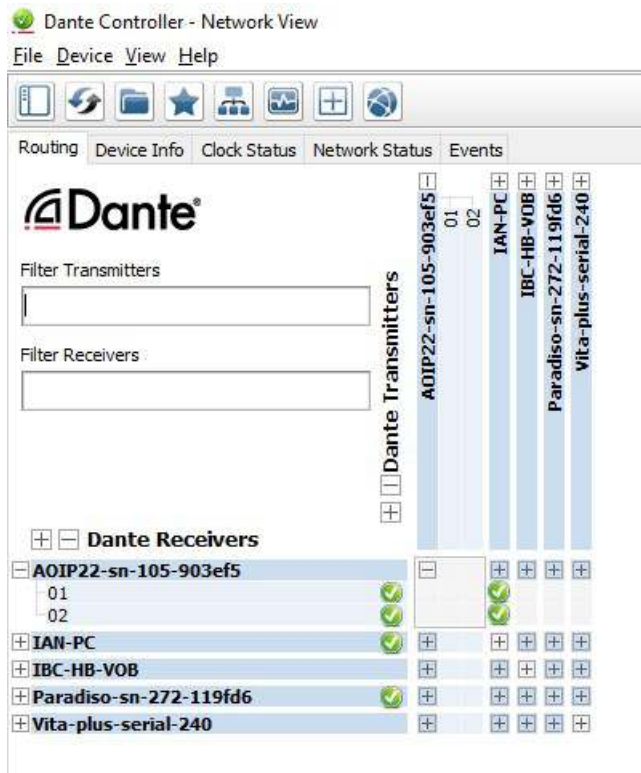 Dante Controller - Network View
File Device View Help
Routing Device Info Clock Status Network Status Events
Dante®
Filter Transmitters
Filter Receivers
Dante Transmitters
AOIP22-sn-105-903ef5
01
02
IAN-PC
IBC-HB-VOB
Paradiso-sn-272-119fd6
Vita-plus-serial-240
Dante Receivers
AOIP22-sn-105-903ef5
01
02
IAN-PC
IBC-HB-VOB
Paradiso-sn-272-119fd6
Vita-plus-serial-240